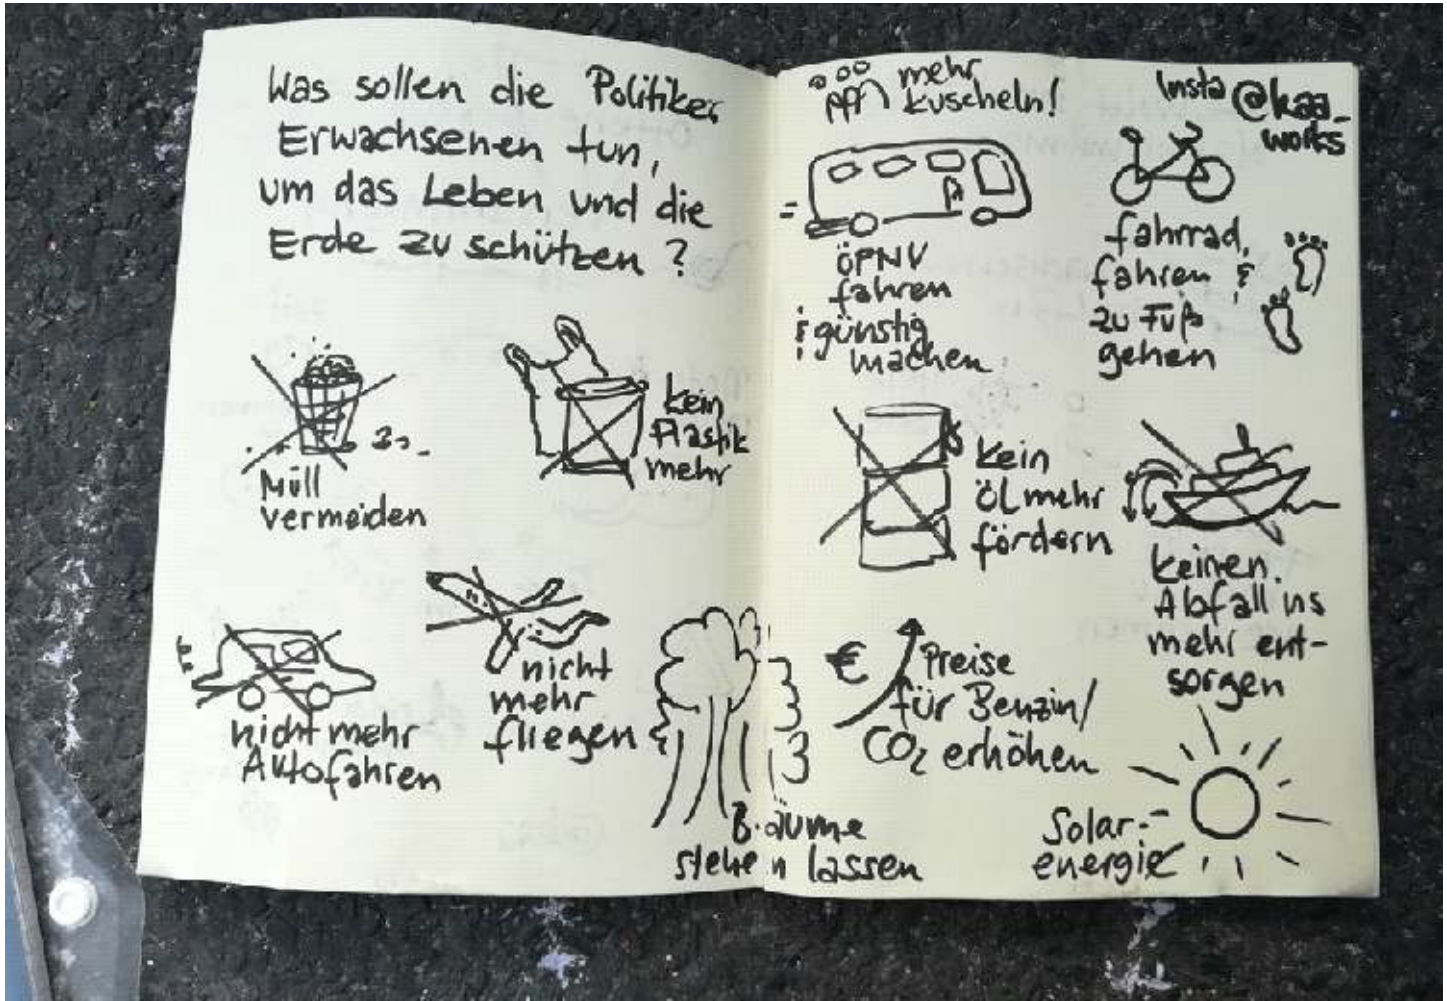 Was sollen die Politiker
Erwachsenen tun,
um das Leben und die
Erde zu schützen?
Müll
vermeiden
kein
Plastik
mehr
nicht mehr
Autofahren
nicht
mehr
fliegen
Bäume
stehen lassen
mehr
kuscheln!
Insta @kaa_
works
ÖPNV
fahren
& günstig
machen
fahrrad
fahren &
zu Fuß
gehen
kein
Öl mehr
fördern
keinen
Abfall ins
mehr ent-
sorgen
€
Preise
für Benzin/
CO₂ erhöhen
Solar-
energie